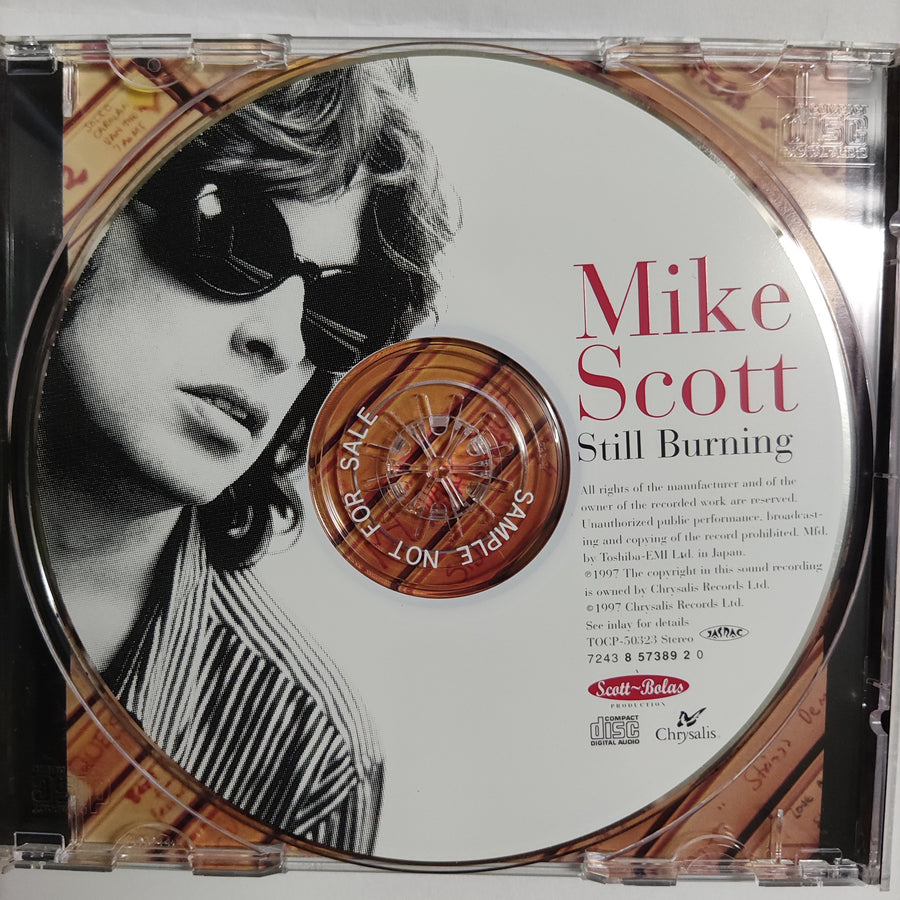 Mike
Scott
Still Burning
All rights of the manufacturer and of the
owner of the recorded work are reserved.
Unauthorized public performance, broadcast-
ing and copying of the record prohibited. Mfd.
by Toshiba-EMI Ltd. in Japan.
℗1997 The copyright in this sound recording
is owned by Chrysalis Records Ltd.
©1997 Chrysalis Records Ltd.
See inlay for details
TOCP-50323 Stereo JASRAC
7243 8 57389 2 0
Scott~Bolas
PRODUCTION
COMPACT
disc
DIGITAL AUDIO
Chrysalis
SAMPLE NOT FOR SALE
COMPACT
disc